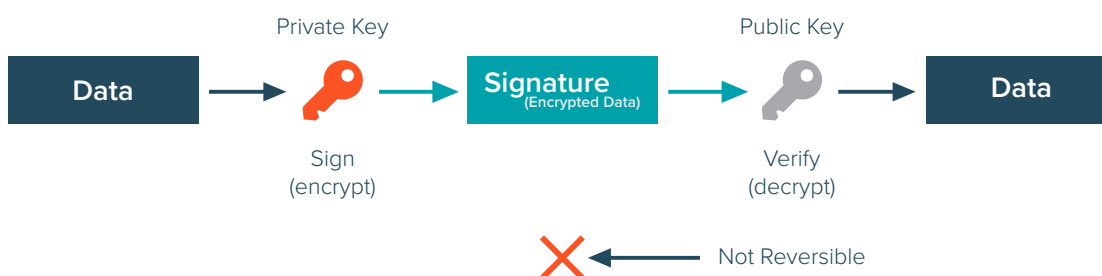 Private Key
Public Key
Data
Signature
(Encrypted Data)
Data
Sign
(encrypt)
Verify
(decrypt)
Not Reversible